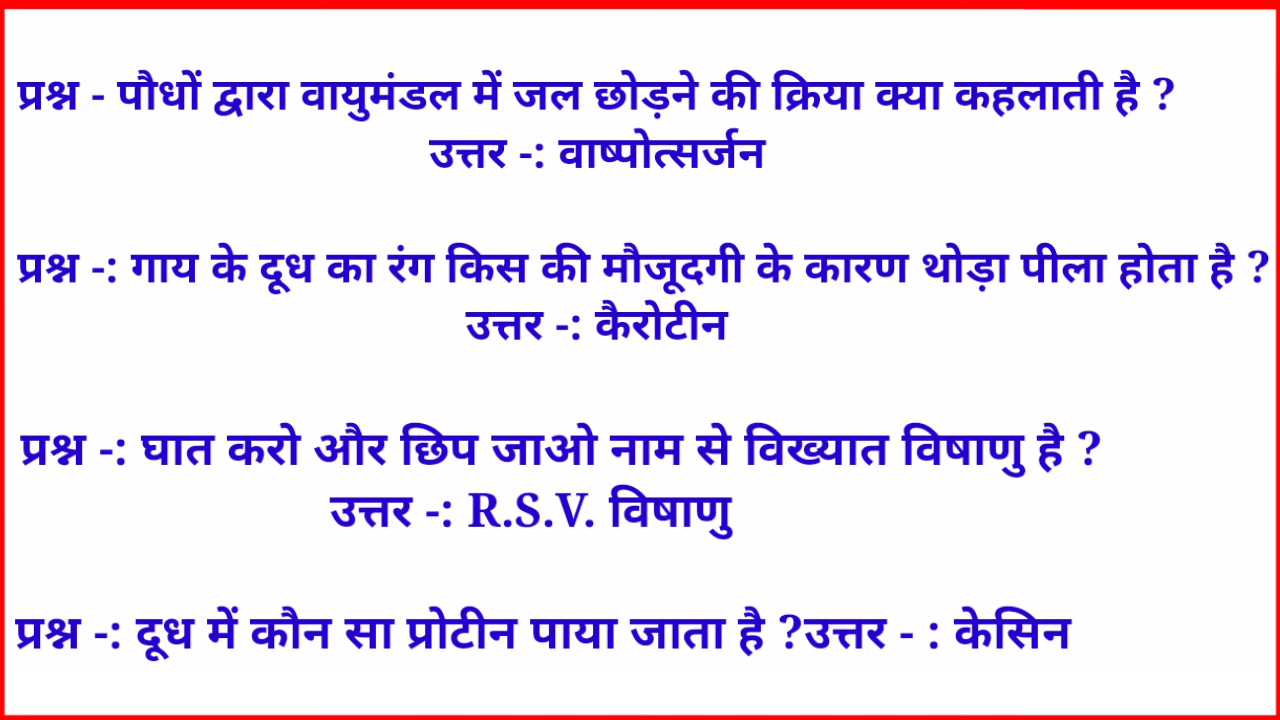 प्रश्न - पौधों द्वारा वायुमंडल में जल छोड़ने की क्रिया क्या कहलाती है ?
उत्तर -: वाष्पोत्सर्जन
प्रश्न -: गाय के दूध का रंग किस की मौजूदगी के कारण थोड़ा पीला होता है ?
उत्तर -: कैरोटीन
प्रश्न -: घात करो और छिप जाओ नाम से विख्यात विषाणु है ?
उत्तर -: R.S.V. विषाणु
प्रश्न -: दूध में कौन सा प्रोटीन पाया जाता है ?उत्तर - : केसिन